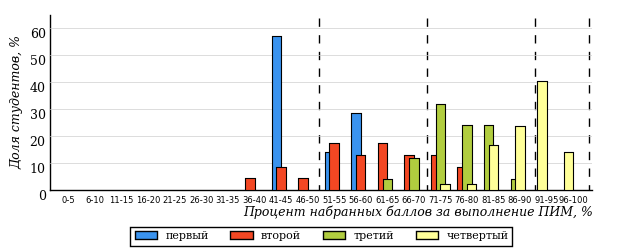 Доля студентов, %
60
50
40
30
20
10
0
0-5 6-10 11-15 16-20 21-25 26-30 31-35 36-40 41-45 46-50 51-55 56-60 61-65 66-70 71-75 76-80 81-85 86-90 91-95 96-100
Процент набранных баллов за выполнение ПИМ, %
первый второй третий четвертый